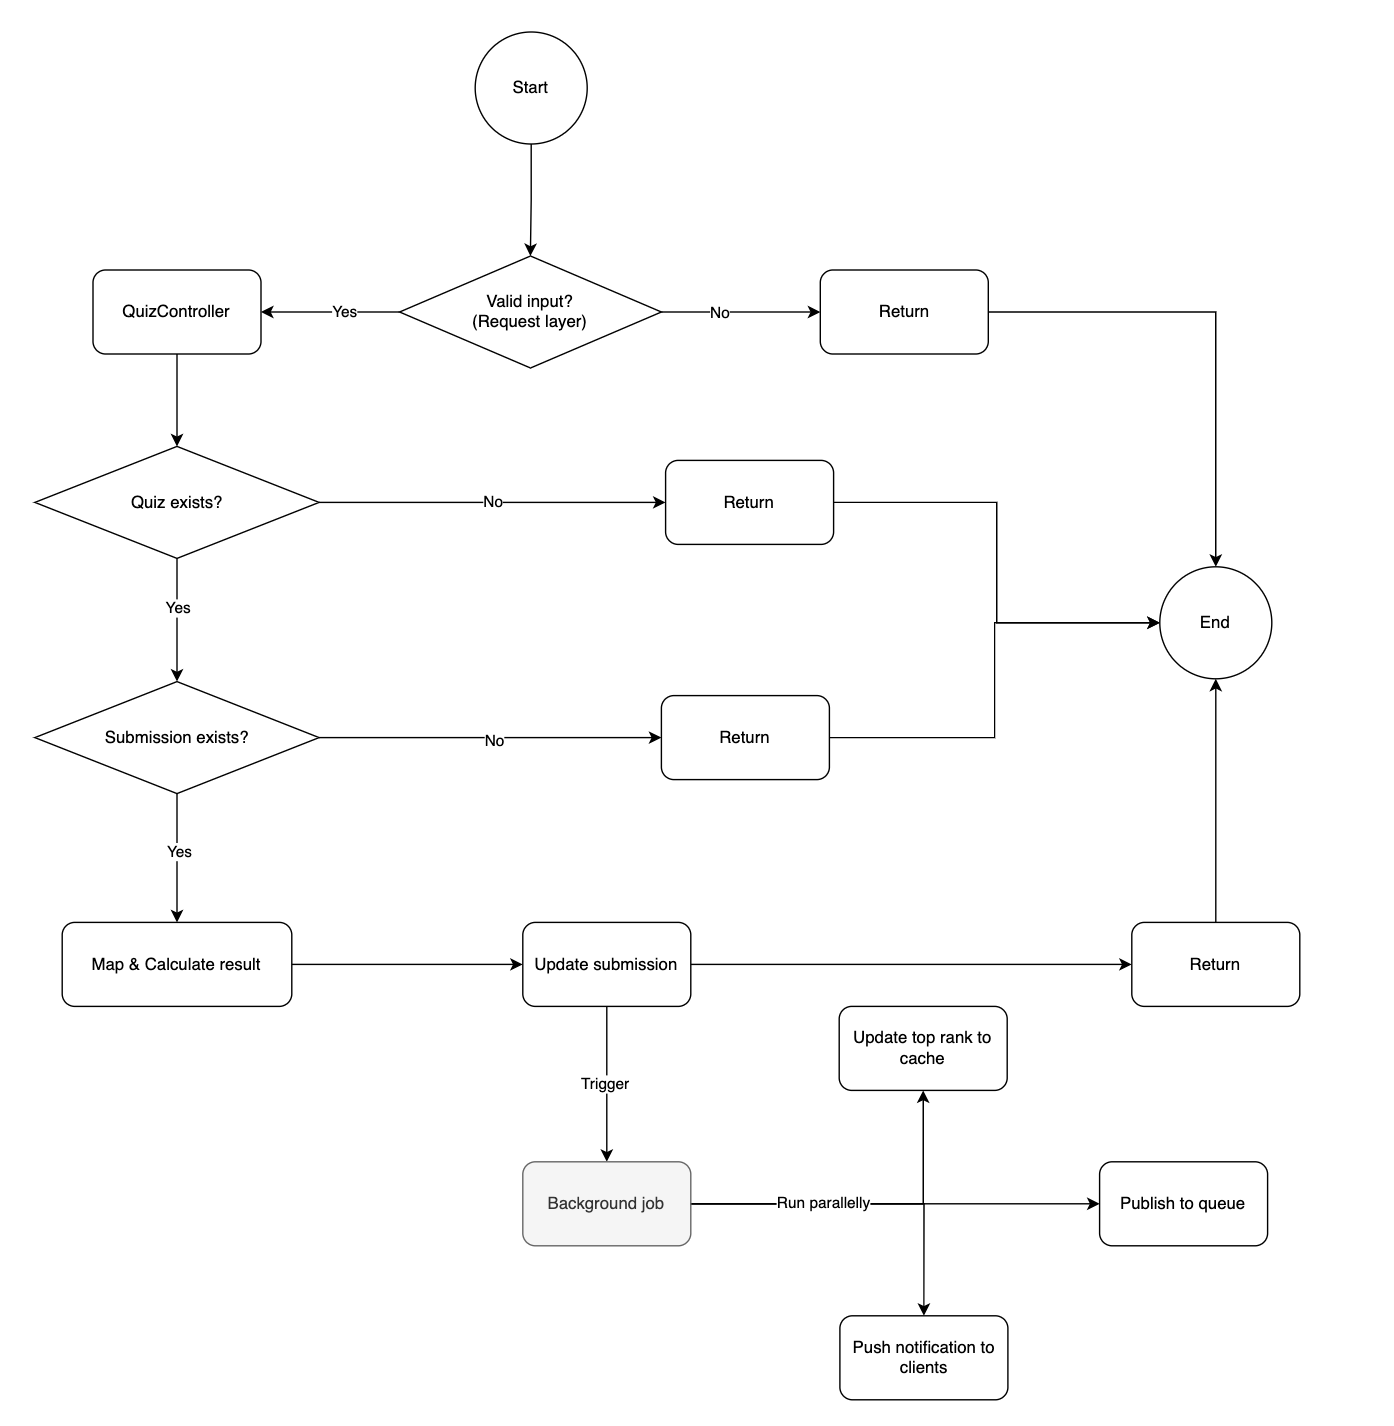 Start
Valid input?
(Request layer)
Yes
No
QuizController
Return
Quiz exists?
No
Return
Yes
End
Submission exists?
No
Return
Yes
Map & Calculate result
Update submission
Return
Update top rank to
cache
Trigger
Background job
Run parallelly
Publish to queue
Push notification to
clients